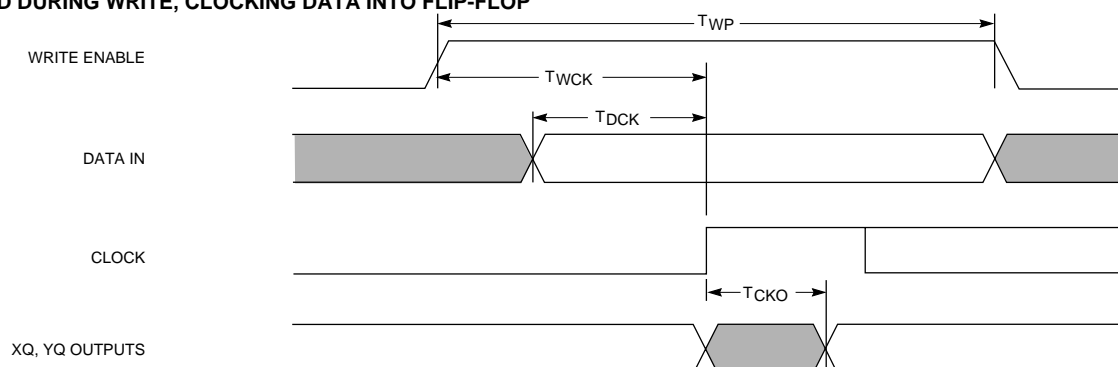 DURING WRITE, CLOCKING DATA INTO FLIP-FLOP
TWP
WRITE ENABLE
TWCK
TDCK
DATA IN
CLOCK
TCKO
XQ, YQ OUTPUTS